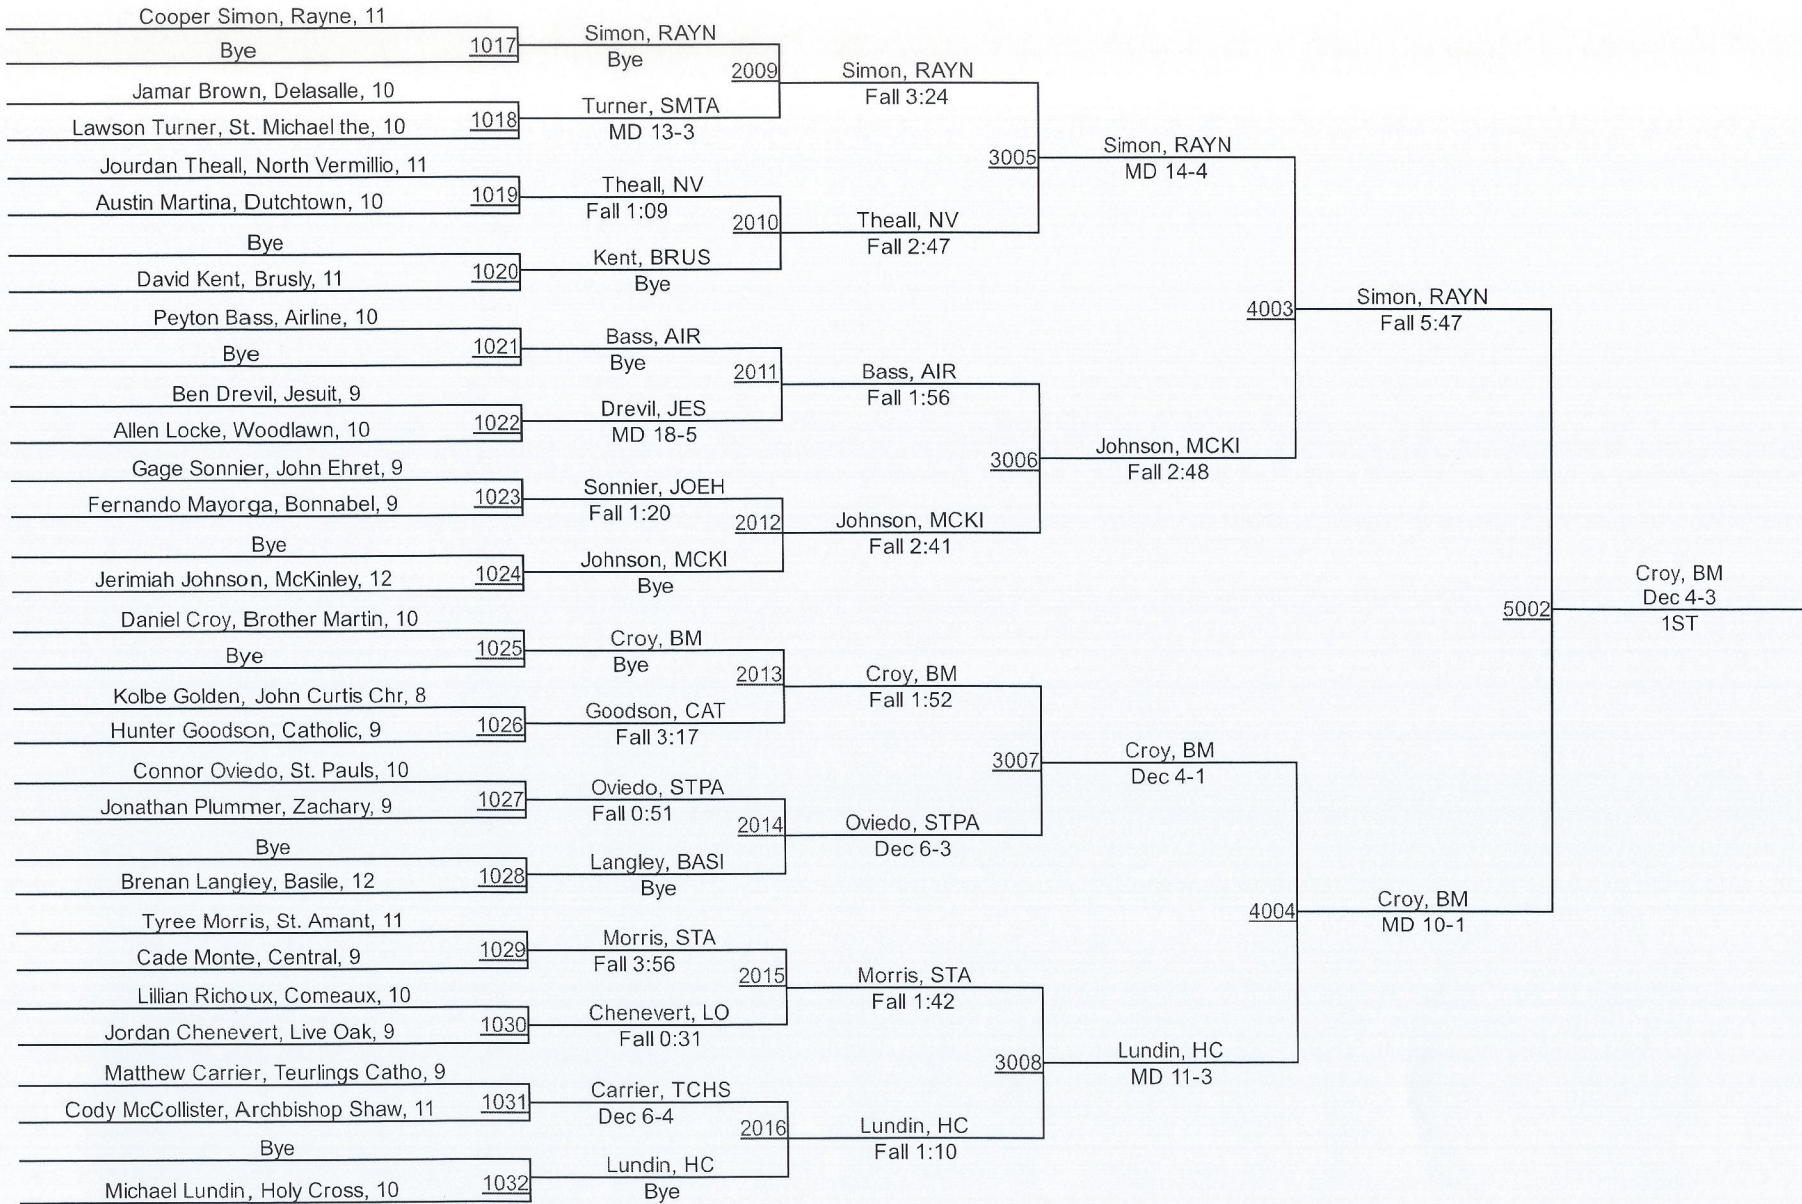 Cooper Simon, Rayne, 11
Bye
1017
Jamar Brown, Delasalle, 10
Lawson Turner, St. Michael the, 10
1018
Jourdan Theall, North Vermillio, 11
Austin Martina, Dutchtown, 10
1019
Bye
David Kent, Brusly, 11
1020
Peyton Bass, Airline, 10
Bye
1021
Ben Drevil, Jesuit, 9
Allen Locke, Woodlawn, 10
1022
Gage Sonnier, John Ehret, 9
Fernando Mayorga, Bonnabel, 9
1023
Bye
Jerimiah Johnson, McKinley, 12
1024
Daniel Croy, Brother Martin, 10
Bye
1025
Kolbe Golden, John Curtis Chr, 8
Hunter Goodson, Catholic, 9
1026
Connor Oviedo, St. Pauls, 10
Jonathan Plummer, Zachary, 9
1027
Bye
Brenan Langley, Basile, 12
1028
Tyree Morris, St. Amant, 11
Cade Monte, Central, 9
1029
Lillian Richoux, Comeaux, 10
Jordan Chenevert, Live Oak, 9
1030
Matthew Carrier, Teurlings Catho, 9
Cody McCollister, Archbishop Shaw, 11
1031
Bye
Michael Lundin, Holy Cross, 10
1032
Simon, RAYN
Bye
2009
Turner, SMTA
MD 13-3
Theall, NV
Fall 1:09
2010
Kent, BRUS
Bye
Bass, AIR
Bye
2011
Drevil, JES
MD 18-5
Sonnier, JOEH
Fall 1:20
2012
Johnson, MCKI
Bye
Croy, BM
Bye
2013
Goodson, CAT
Fall 3:17
Oviedo, STPA
Fall 0:51
2014
Langley, BASI
Bye
Morris, STA
Fall 3:56
2015
Chenevert, LO
Fall 0:31
Carrier, TCHS
Dec 6-4
2016
Lundin, HC
Bye
Simon, RAYN
Fall 3:24
3005
Theall, NV
Fall 2:47
Bass, AIR
Fall 1:56
3006
Johnson, MCKI
Fall 2:41
Croy, BM
Fall 1:52
3007
Oviedo, STPA
Dec 6-3
Morris, STA
Fall 1:42
3008
Lundin, HC
Fall 1:10
Simon, RAYN
MD 14-4
4003
Johnson, MCKI
Fall 2:48
Croy, BM
Dec 4-1
4004
Lundin, HC
MD 11-3
Simon, RAYN
Fall 5:47
5002
Croy, BM
MD 10-1
Croy, BM
Dec 4-3
1ST